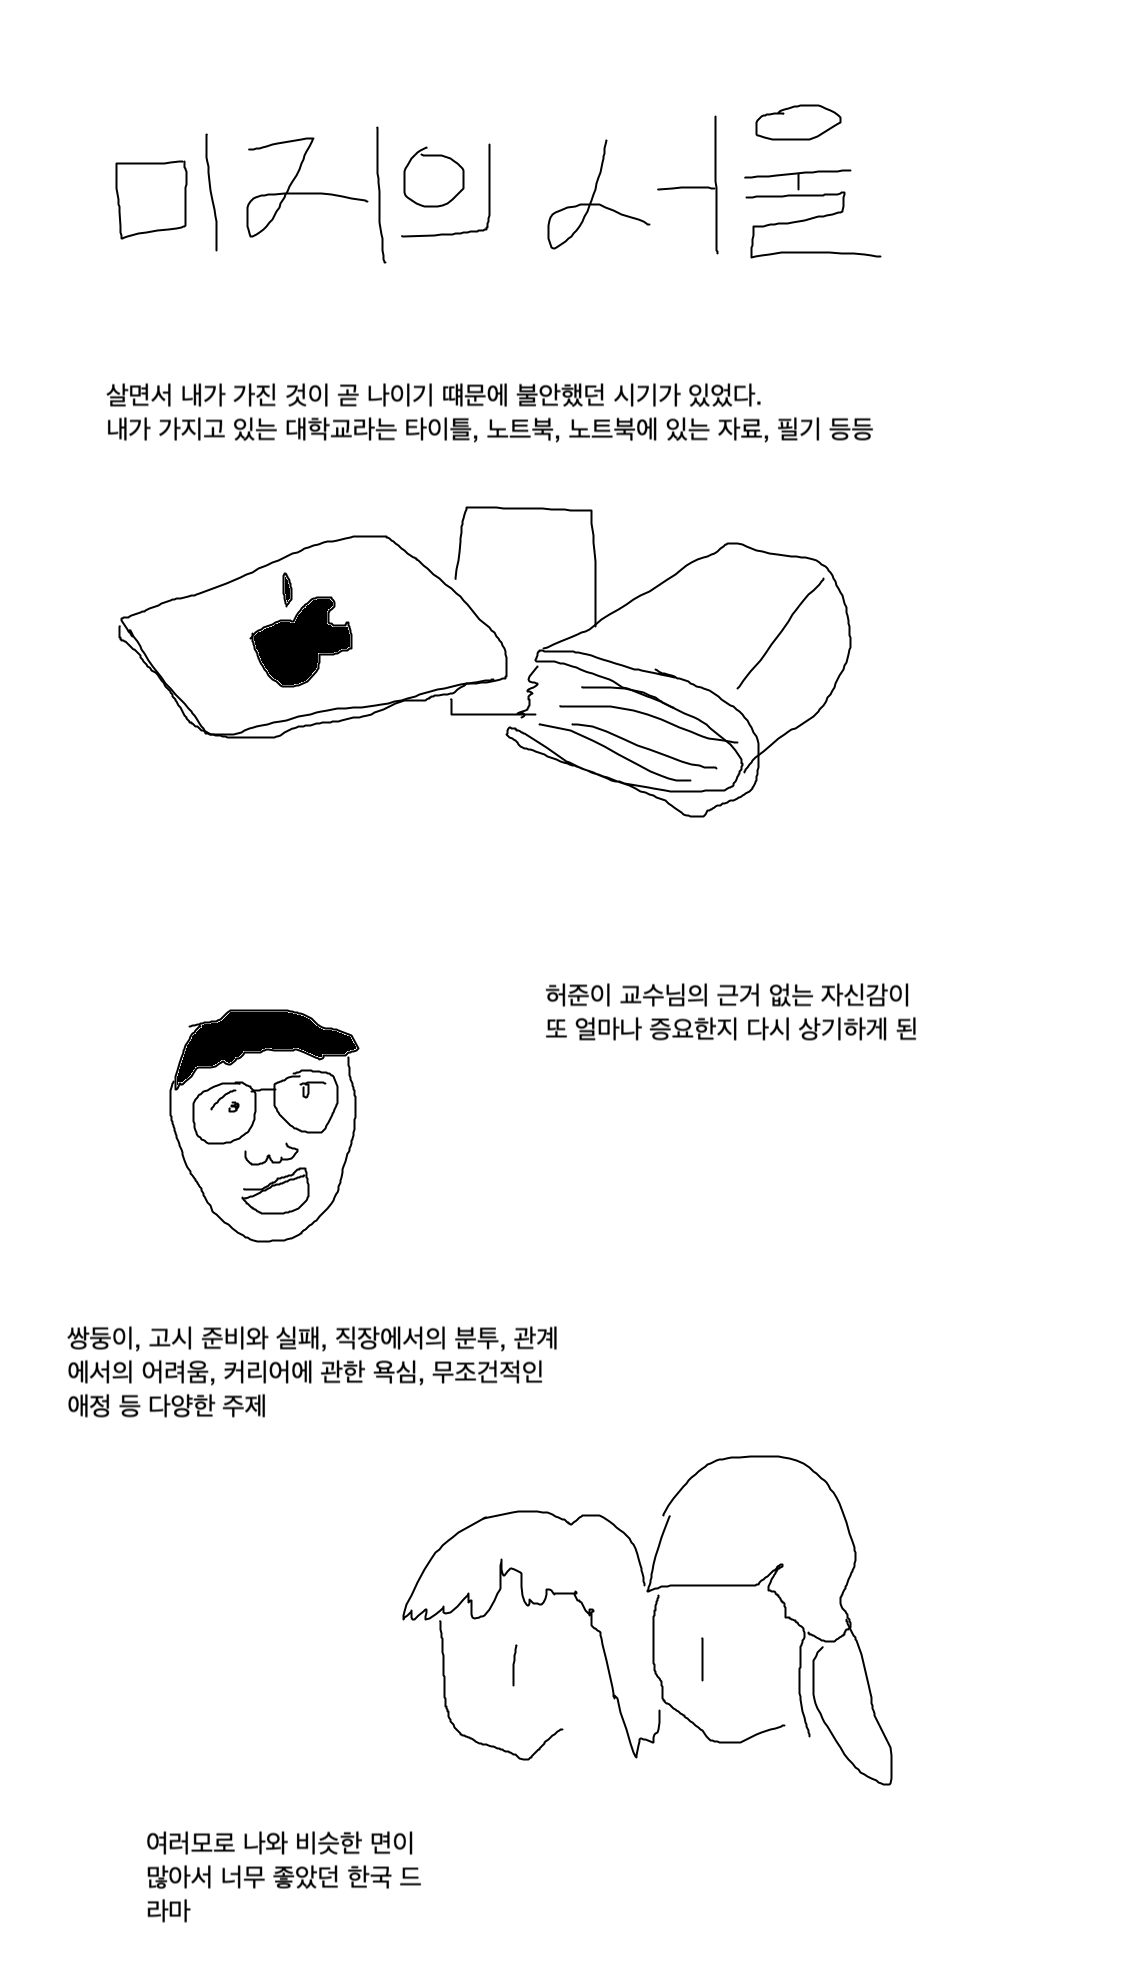 미지의 서울
살면서 내가 가진 것이 곧 나이기 떄문에 불안했던 시기가 있었다.
내가 가지고 있는 대학교라는 타이틀, 노트북, 노트북에 있는 자료, 필기 등등
허준이 교수님의 근거 없는 자신감이
또 얼마나 증요한지 다시 상기하게 된
쌍둥이, 고시 준비와 실패, 직장에서의 분투, 관계
에서의 어려움, 커리어에 관한 욕심, 무조건적인
애정 등 다양한 주제
여러모로 나와 비슷한 면이
많아서 너무 좋았던 한국 드
라마